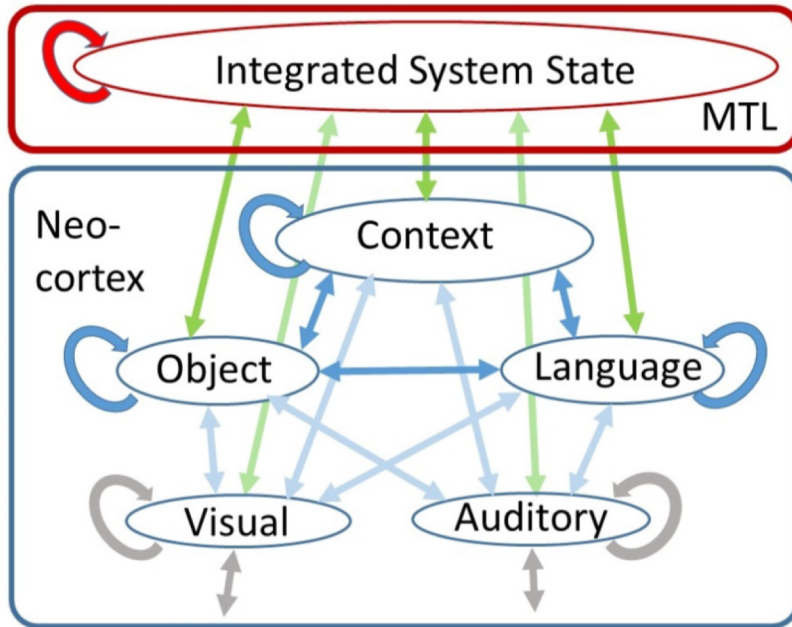 Integrated System State
MTL
Neo-
cortex
Context
Object
Language
Visual
Auditory